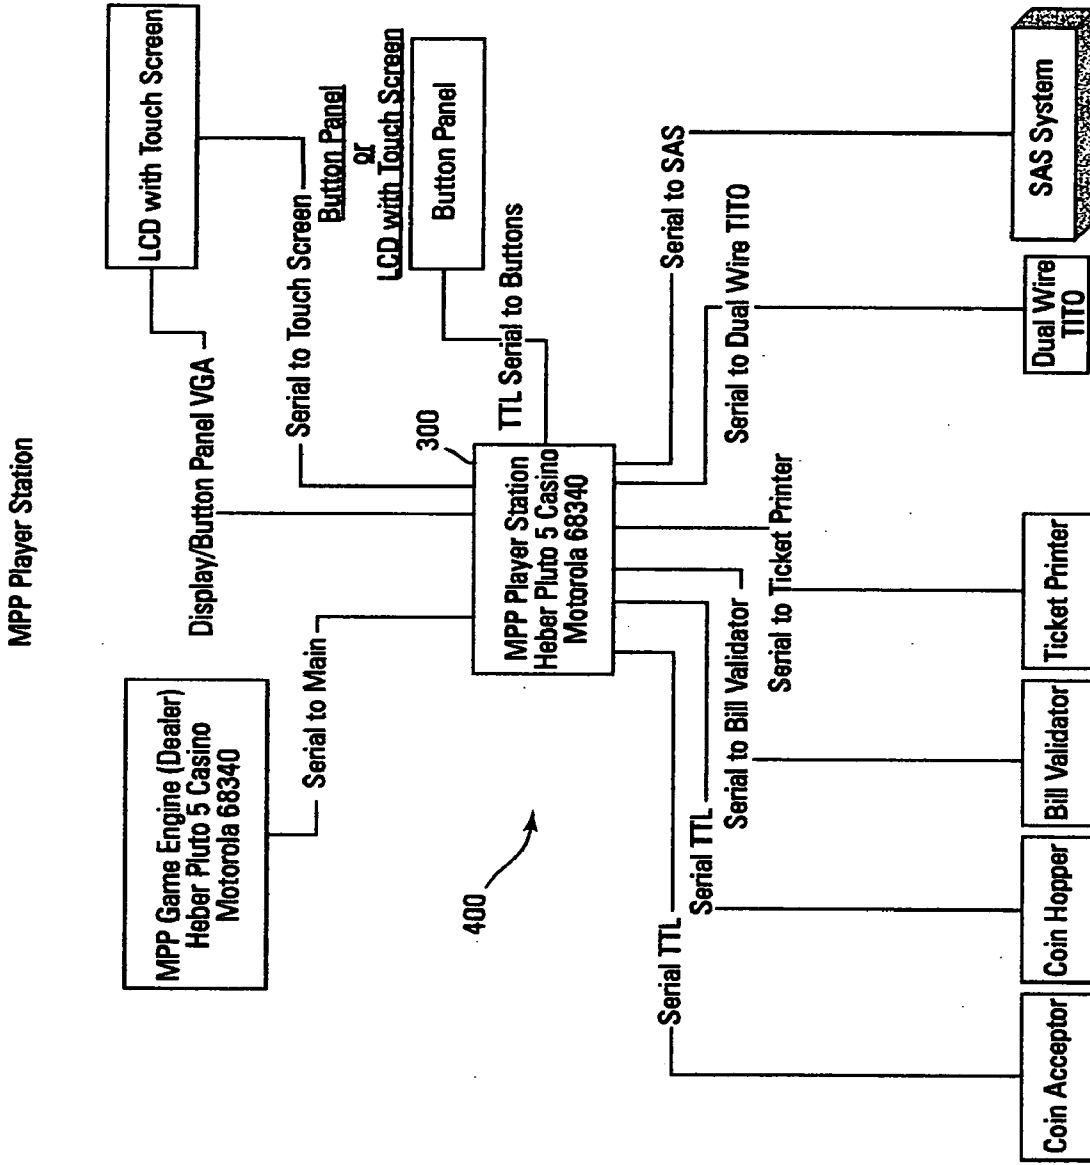 MPP Player Station
MPP Game Engine (Dealer)
Heber Pluto 5 Casino
Motorola 68340
Serial to Main
Display/Button Panel VGA
LCD with Touch Screen
Serial to Touch Screen
Button Panel
or
LCD with Touch Screen
Button Panel
TTL Serial to Buttons
300
MPP Player Station
Heber Pluto 5 Casino
Motorola 68340
400
Serial TTL
Serial TTL
Serial to Bill Validator
Serial to Ticket Printer
Serial to Dual Wire TITO
Serial to SAS
Coin Acceptor
Coin Hopper
Bill Validator
Ticket Printer
Dual Wire
TITO
SAS System